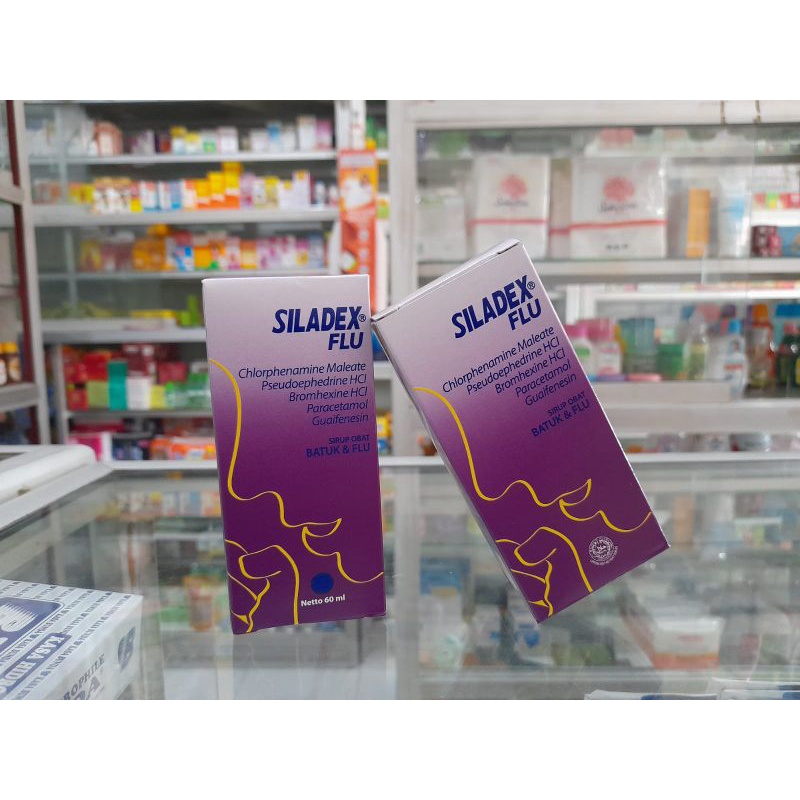 SILADEX®
FLU
Chlorphenamine Maleate
Pseudoephedrine HCl
Bromhexine HCl
Paracetamol
Guaifenesin
SIRUP OBAT
BATUK & FLU
Netto 60 ml
SILADEX®
FLU
Chlorphenamine Maleate
Pseudoephedrine HCl
Bromhexine HCl
Paracetamol
Guaifenesin
SIRUP OBAT
BATUK & FLU